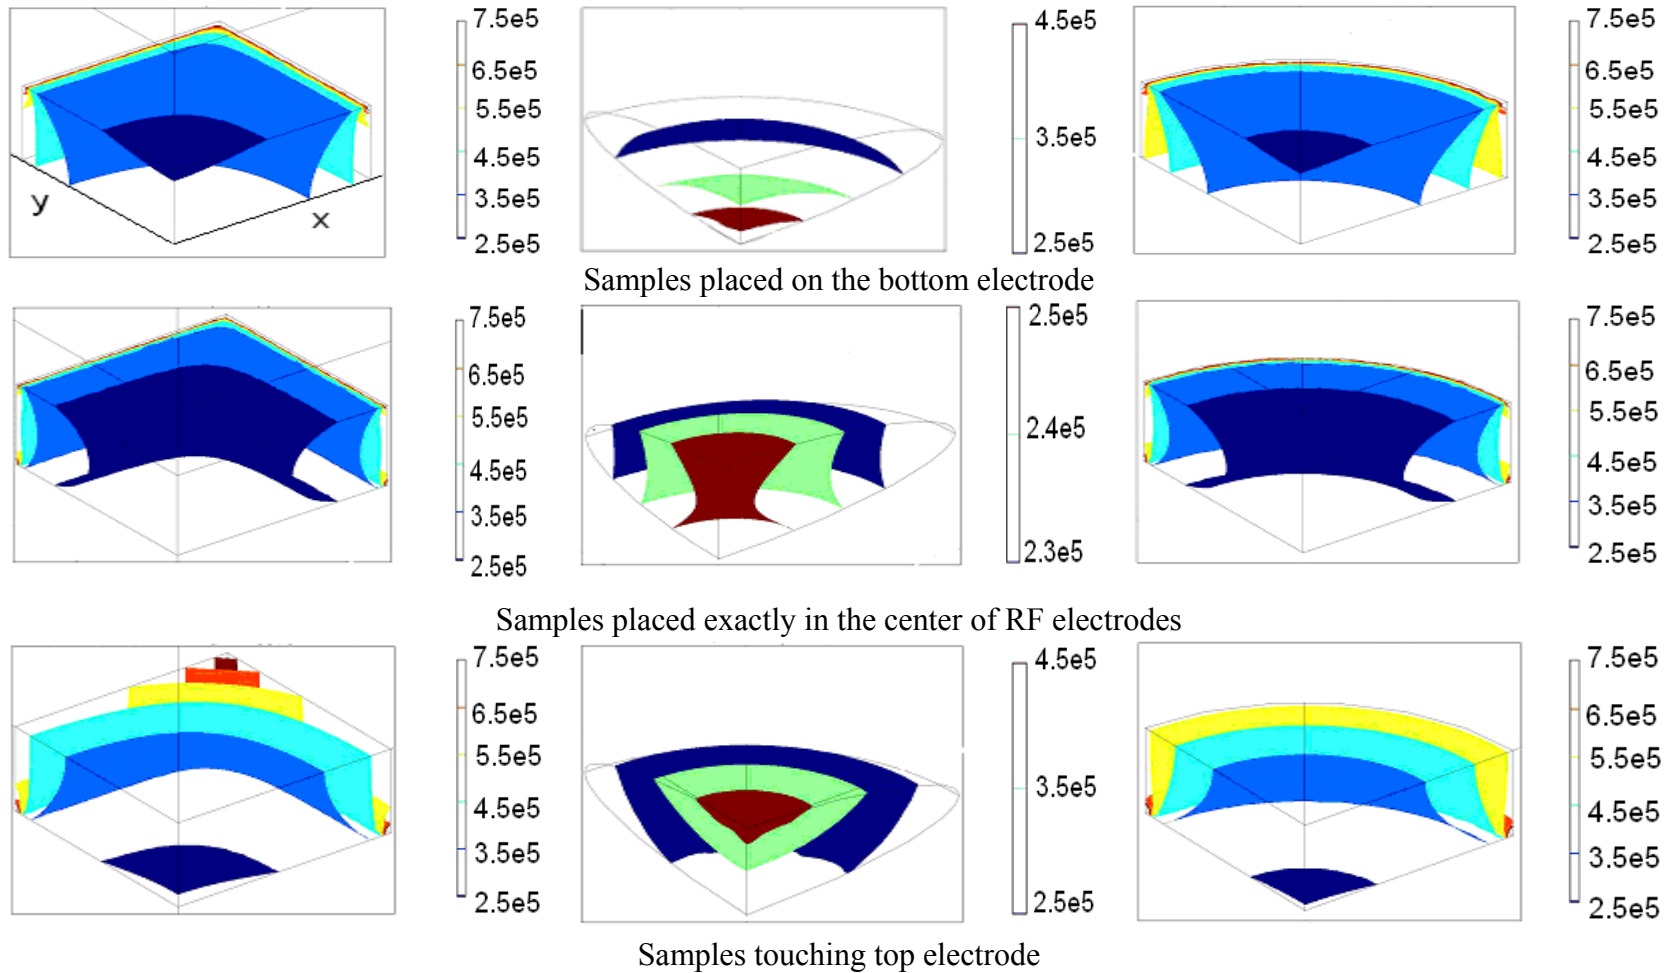 7.5e5
6.5e5
5.5e5
4.5e5
3.5e5
2.5e5
y
x
4.5e5
3.5e5
2.5e5
7.5e5
6.5e5
5.5e5
4.5e5
3.5e5
2.5e5
Samples placed on the bottom electrode
7.5e5
6.5e5
5.5e5
4.5e5
3.5e5
2.5e5
2.5e5
2.4e5
2.3e5
7.5e5
6.5e5
5.5e5
4.5e5
3.5e5
2.5e5
Samples placed exactly in the center of RF electrodes
7.5e5
6.5e5
5.5e5
4.5e5
3.5e5
2.5e5
4.5e5
3.5e5
2.5e5
7.5e5
6.5e5
5.5e5
4.5e5
3.5e5
2.5e5
Samples touching top electrode